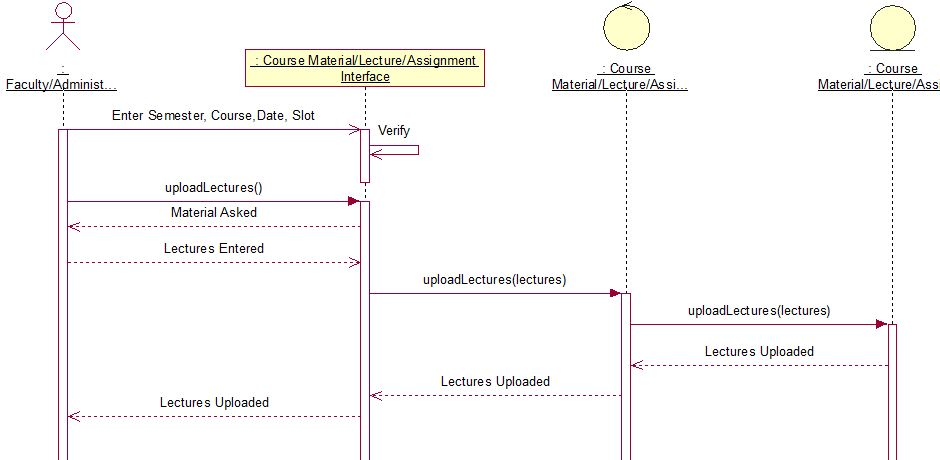 : Course Material/Lecture/Assignment
Interface
:
Faculty/Administ...
: Course
Material/Lecture/Assi...
: Course
Material/Lecture/Assi
Enter Semester, Course,Date, Slot
Verify
uploadLectures()
Material Asked
Lectures Entered
uploadLectures(lectures)
uploadLectures(lectures)
Lectures Uploaded
Lectures Uploaded
Lectures Uploaded